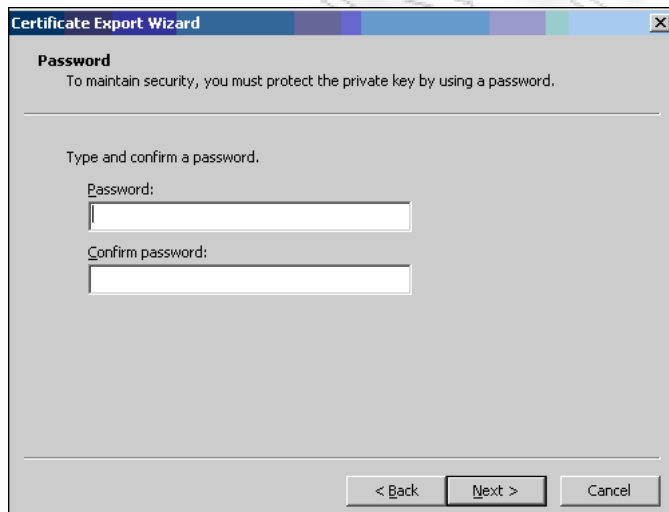 Certificate Export Wizard
Password
To maintain security, you must protect the private key by using a password.
Type and confirm a password.
Password:
Confirm password:
< Back Next > Cancel